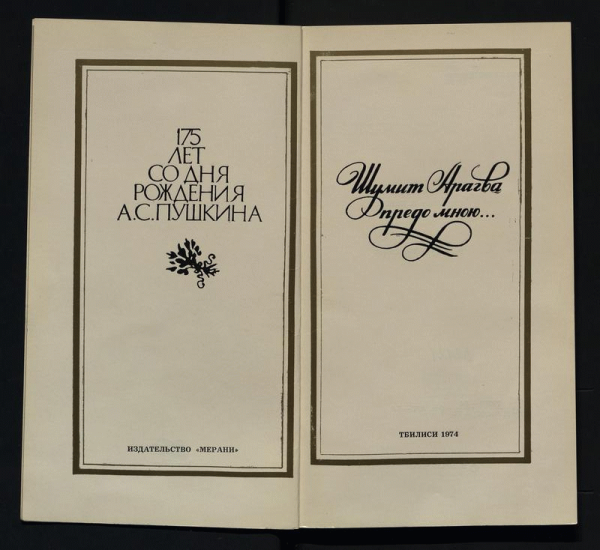 175
ЛЕТ
СО ДНЯ
РОЖДЕНИЯ
А.С.ПУШКИНА
ИЗДАТЕЛЬСТВО «МЕРАНИ»
Шумит Арагва
предо мною...
ТБИЛИСИ 1974